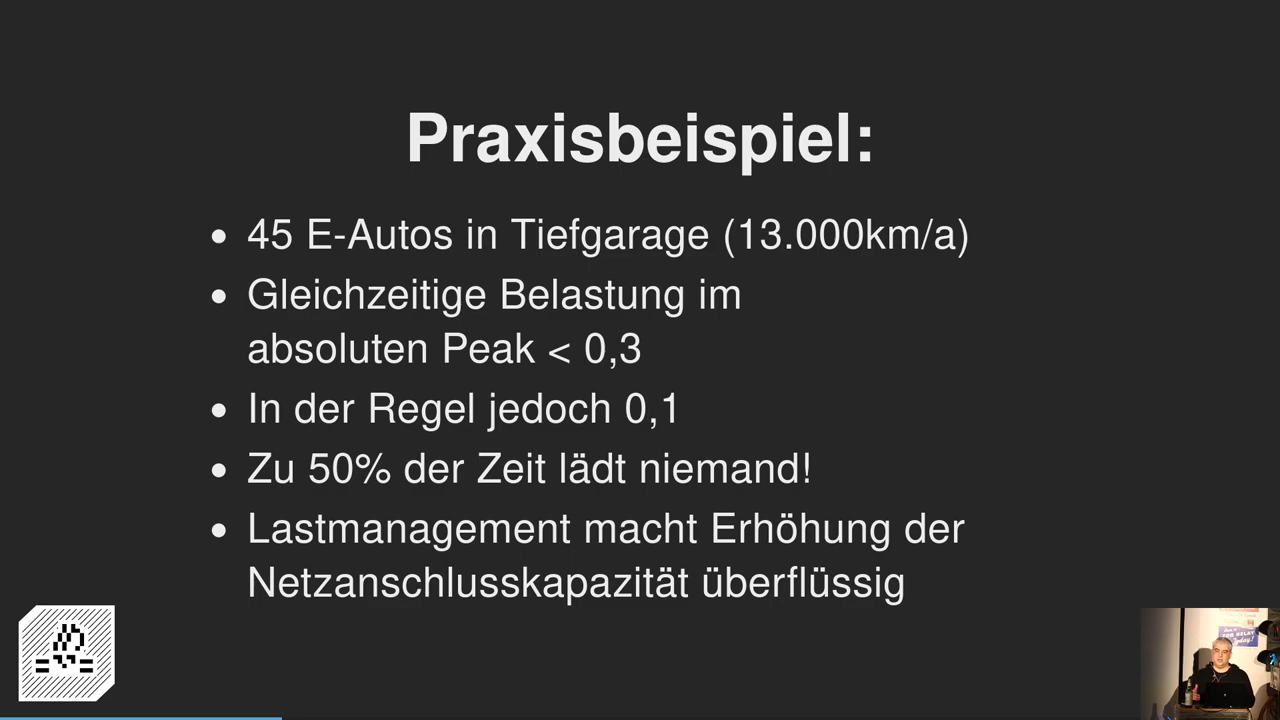 Praxisbeispiel:
45 E-Autos in Tiefgarage (13.000km/a)
Gleichzeitige Belastung im
absoluten Peak < 0,3
In der Regel jedoch 0,1
Zu 50% der Zeit lädt niemand!
Lastmanagement macht Erhöhung der
Netzanschlusskapazität überflüssig